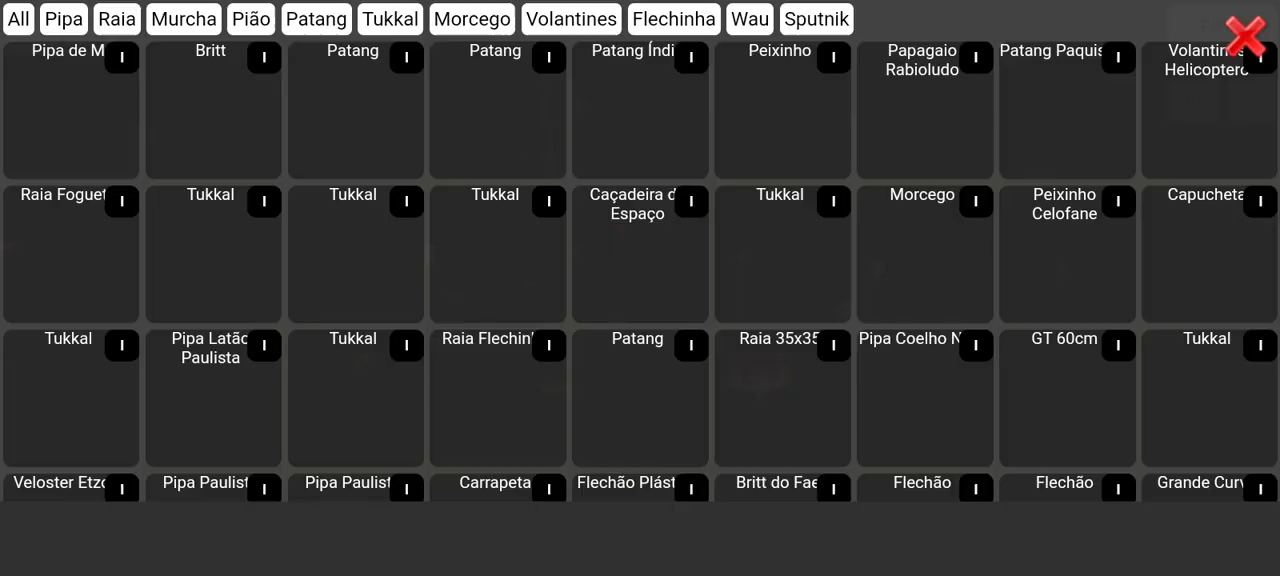 All Pipa Raia Murcha Pião Patang Tukkal Morcego Volantines Flechinha Wau Sputnik
Pipa de M I Britt I Patang I Patang I Patang Índi I Peixinho I Papagaio I Patang Paquis I Volantines I
Rabioludo Helicoptero
Raia Foguet I Tukkal I Tukkal I Tukkal I Caçadeira d I Tukkal I Morcego I Peixinho I Capucheta I
Espaço Celofane
Tukkal I Pipa Latão I Tukkal I Raia Flechin I Patang I Raia 35x35 I Pipa Coelho N I GT 60cm I Tukkal I
Paulista
Veloster Etzo I Pipa Paulist I Pipa Paulist I Carrapeta I Flechão Plást I Britt do Fae I Flechão I Flechão I Grande Curv I